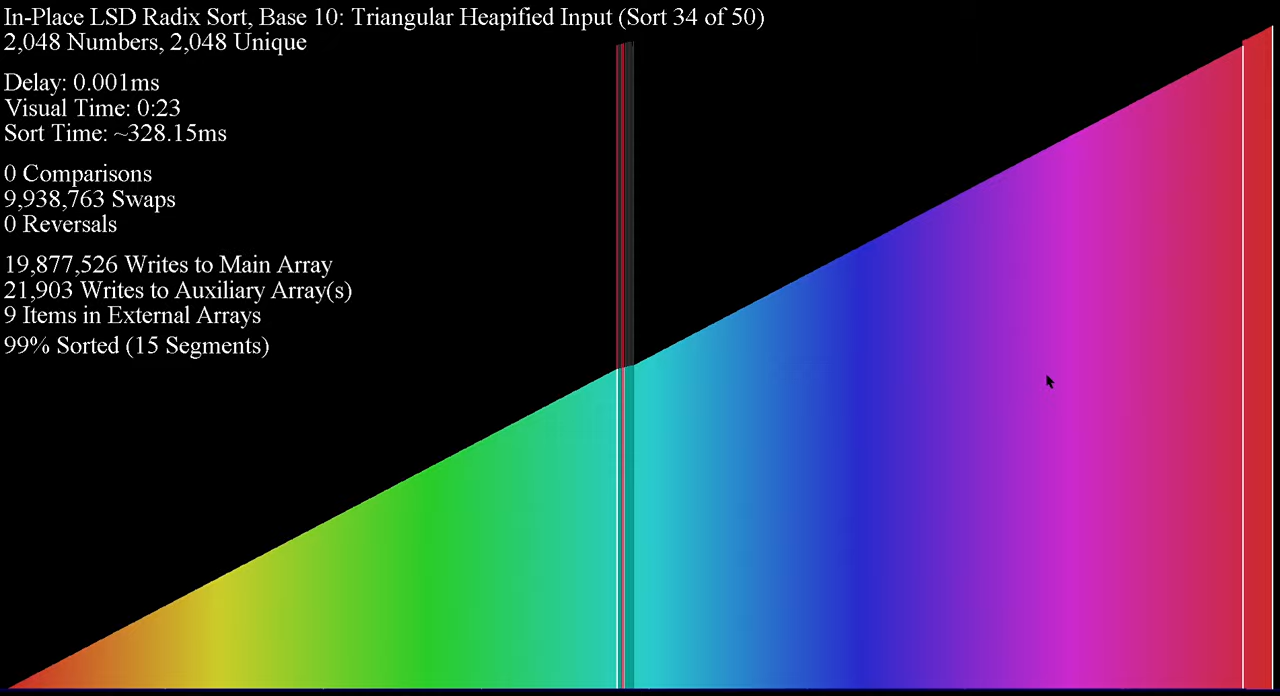 In-Place LSD Radix Sort, Base 10: Triangular Heapified Input (Sort 34 of 50)
2,048 Numbers, 2,048 Unique
Delay: 0.001ms
Visual Time: 0:23
Sort Time: ~328.15ms
0 Comparisons
9,938,763 Swaps
0 Reversals
19,877,526 Writes to Main Array
21,903 Writes to Auxiliary Array(s)
9 Items in External Arrays
99% Sorted (15 Segments)